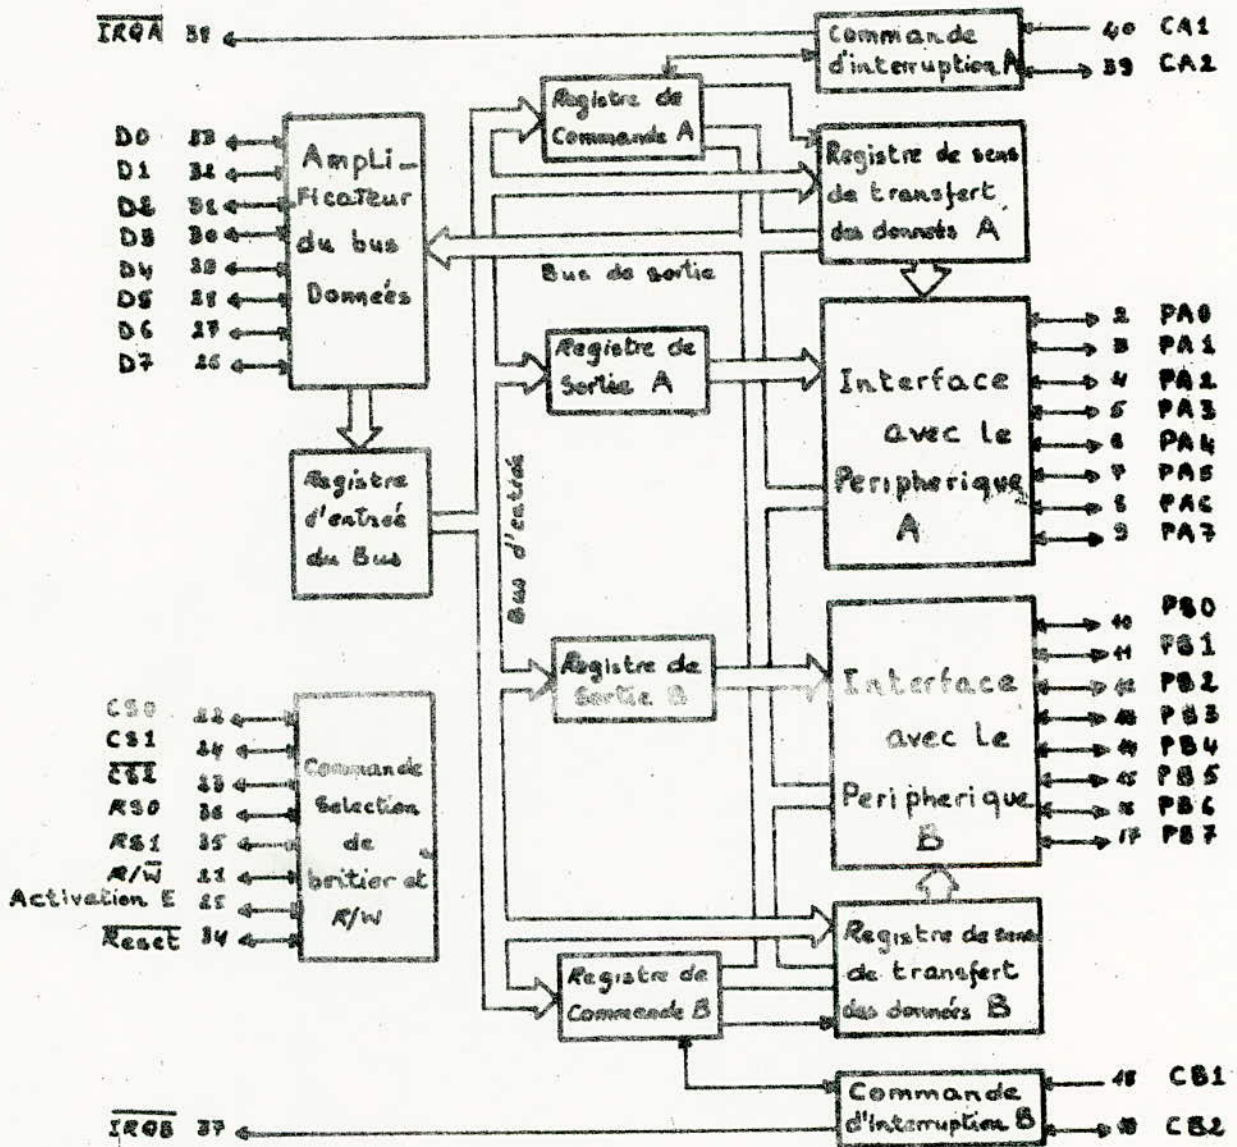 IRQA 38
Commande
d'interruption A
40 CA1
39 CA2
Registre de
Commande A
D0 33
D1 32
D2 31
D3 30
D4 29
D5 28
D6 27
D7 26
Ampli_
ficateur
du bus
Données
Registre de sens
de transfert
des données A
Bus de sortie
Registre de
Sortie A
Interface
avec le
Peripherique
A
2 PA0
3 PA1
4 PA2
5 PA3
6 PA4
7 PA5
8 PA6
9 PA7
Registre
d'entrée
du Bus
Bus d'entrée
Registre de
Sortie B
Interface
avec le
Peripherique
B
10 PB0
11 PB1
12 PB2
13 PB3
14 PB4
15 PB5
16 PB6
17 PB7
CS0 22
CS1 24
CS2 23
RS0 36
RS1 35
R/W 21
Activation E 25
Reset 34
Commande
Selection
de
boitier et
R/W
Registre de sens
de transfert
des données B
Registre de
Commande B
Commande
d'Interruption B
18 CB1
19 CB2
IRQB 37